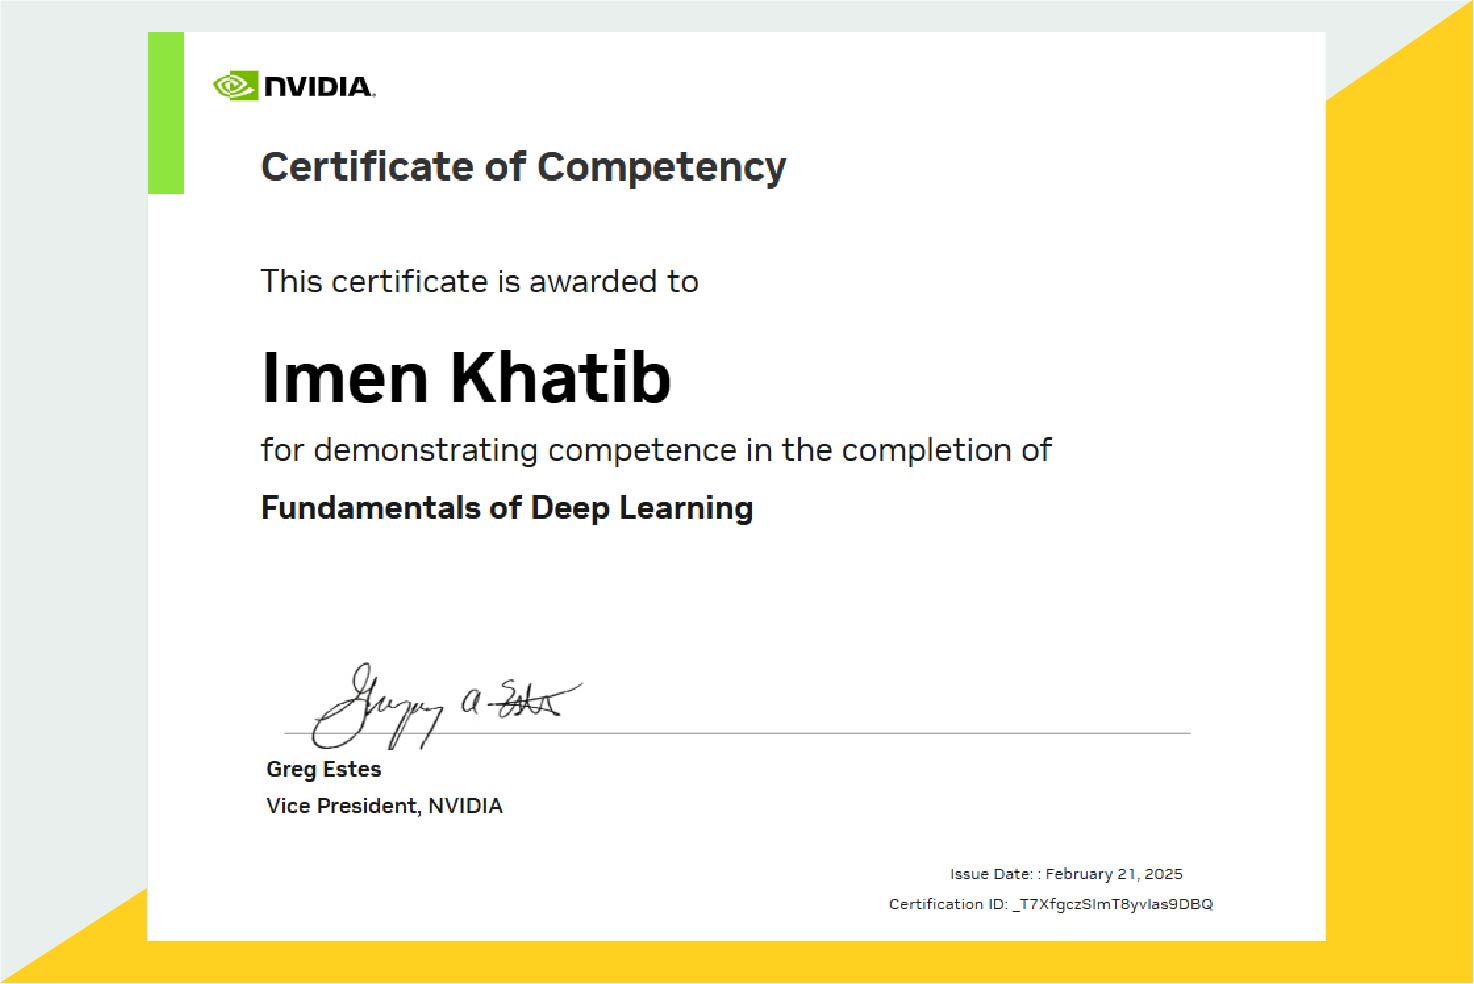 NVIDIA.
Certificate of Competency
This certificate is awarded to
Imen Khatib
for demonstrating competence in the completion of
Fundamentals of Deep Learning
Gregory A Estes
Greg Estes
Vice President, NVIDIA
Issue Date: : February 21, 2025
Certification ID: _T7XfgczSImT8yvIas9DBQ